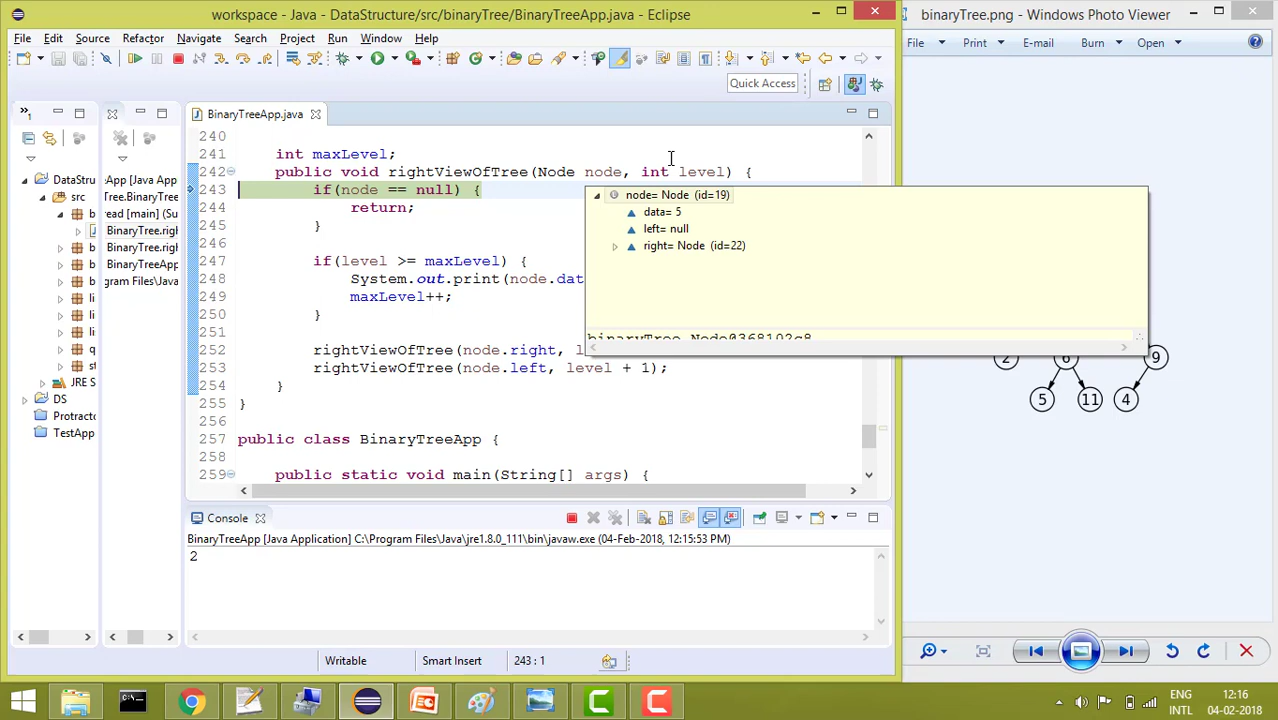 workspace - Java - DataStructure/src/binaryTree/BinaryTreeApp.java - Eclipse
binaryTree.png - Windows Photo Viewer
File Edit Source Refactor Navigate Search Project Run Window Help
File Print E-mail Burn Open
Quick Access
BinaryTreeApp.java
DataStru
src
b
b
b
b
li
li
li
q
st
JRE S
DS
Protracto
TestApp
App [Java
Tree.BinaryT
read [main] (Su
BinaryTree.righ
BinaryTree.righ
BinaryTreeApp
gram Files\Java
240
241 int maxLevel;
242 public void rightViewOfTree(Node node, int level) {
243 if(node == null) {
244 return;
245 }
246
247 if(level >= maxLevel) {
248 System.out.print(node.dat
249 maxLevel++;
250 }
251
252 rightViewOfTree(node.right, l
253 rightViewOfTree(node.left, level + 1);
254 }
255 }
256
257 public class BinaryTreeApp {
258
259 public static void main(String[] args) {
node= Node (id=19)
data= 5
left= null
right= Node (id=22)
2 6 9
5 11 4
Console
BinaryTreeApp [Java Application] C:\Program Files\Java\jre1.8.0_111\bin\javaw.exe (04-Feb-2018, 12:15:53 PM)
2
Writable Smart Insert 243 : 1
ENG
INTL
12:16
04-02-2018